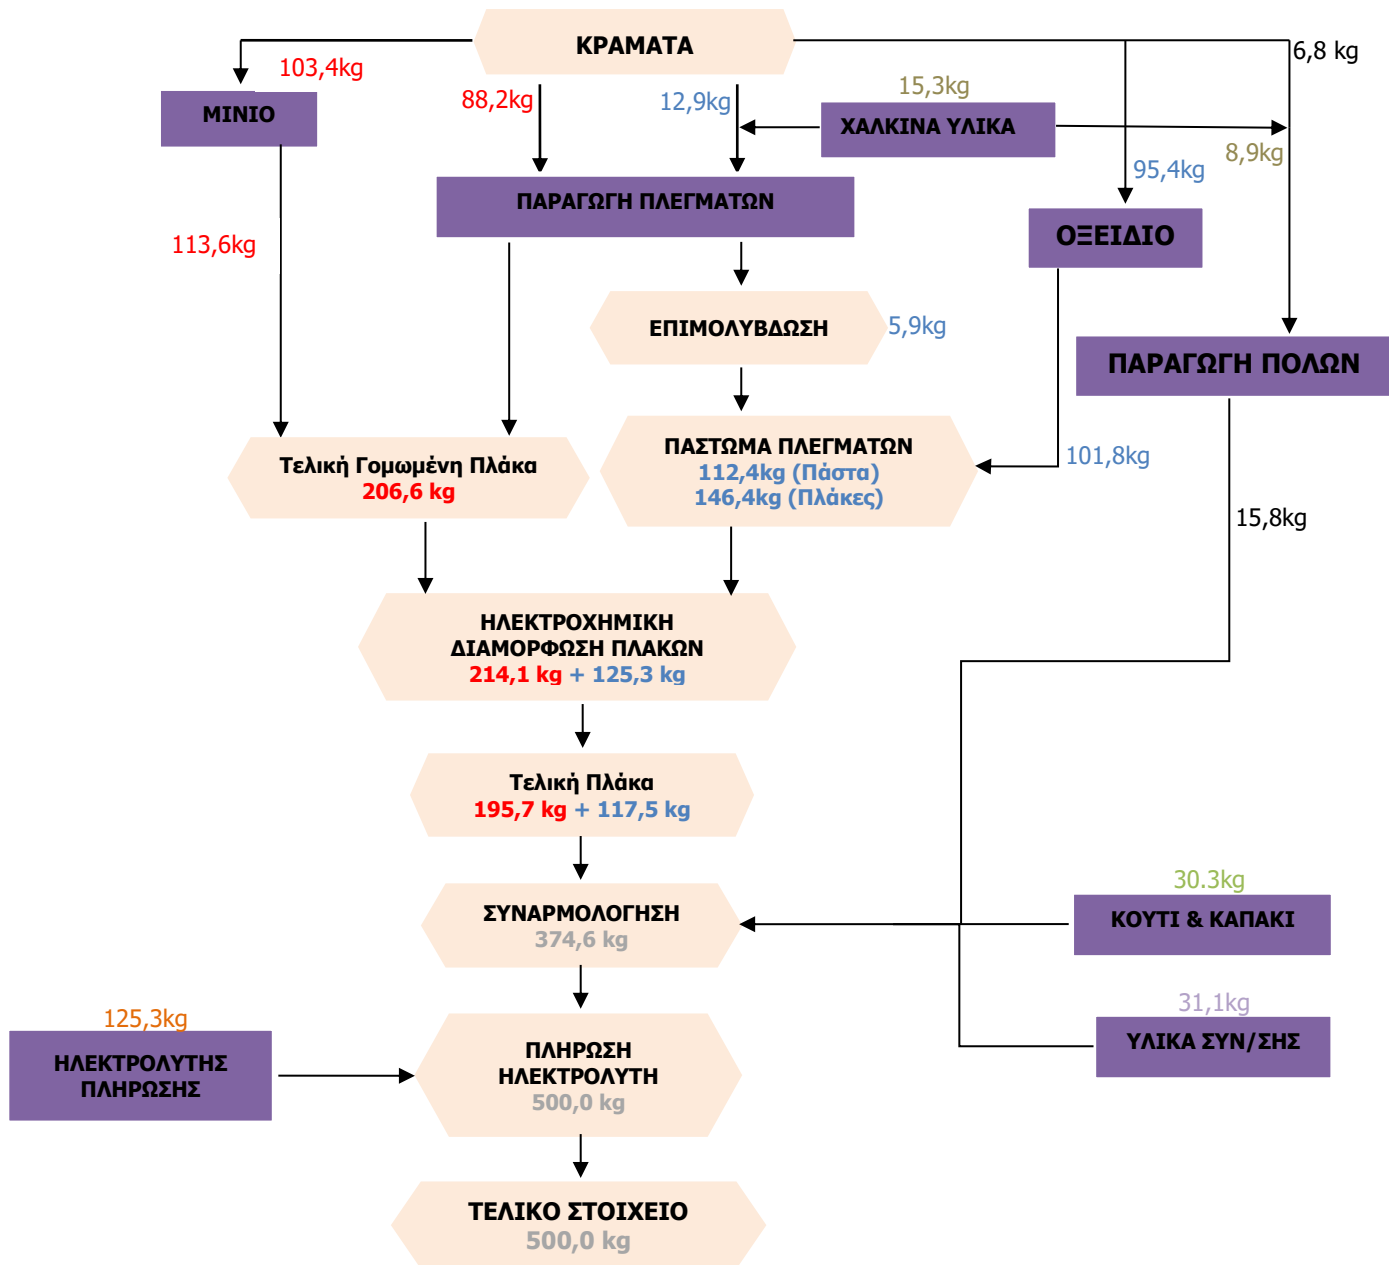 ΚΡΑΜΑΤΑ
6,8 kg
103,4kg
88,2kg
12,9kg
15,3kg
ΜΙΝΙΟ
ΧΑΛΚΙΝΑ ΥΛΙΚΑ
8,9kg
95,4kg
ΠΑΡΑΓΩΓΗ ΠΛΕΓΜΑΤΩΝ
113,6kg
ΟΞΕΙΔΙΟ
ΕΠΙΜΟΛΥΒΔΩΣΗ
5,9kg
ΠΑΡΑΓΩΓΗ ΠΟΛΩΝ
Τελική Γομωμένη Πλάκα
206,6 kg
ΠΑΣΤΩΜΑ ΠΛΕΓΜΑΤΩΝ
112,4kg (Πάστα)
146,4kg (Πλάκες)
101,8kg
15,8kg
ΗΛΕΚΤΡΟΧΗΜΙΚΗ
ΔΙΑΜΟΡΦΩΣΗ ΠΛΑΚΩΝ
214,1 kg + 125,3 kg
Τελική Πλάκα
195,7 kg + 117,5 kg
30.3kg
ΣΥΝΑΡΜΟΛΟΓΗΣΗ
374,6 kg
ΚΟΥΤΙ & ΚΑΠΑΚΙ
31,1kg
125,3kg
ΥΛΙΚΑ ΣΥΝ/ΣΗΣ
ΗΛΕΚΤΡΟΛΥΤΗΣ
ΠΛΗΡΩΣΗΣ
ΠΛΗΡΩΣΗ
ΗΛΕΚΤΡΟΛΥΤΗ
500,0 kg
ΤΕΛΙΚΟ ΣΤΟΙΧΕΙΟ
500,0 kg